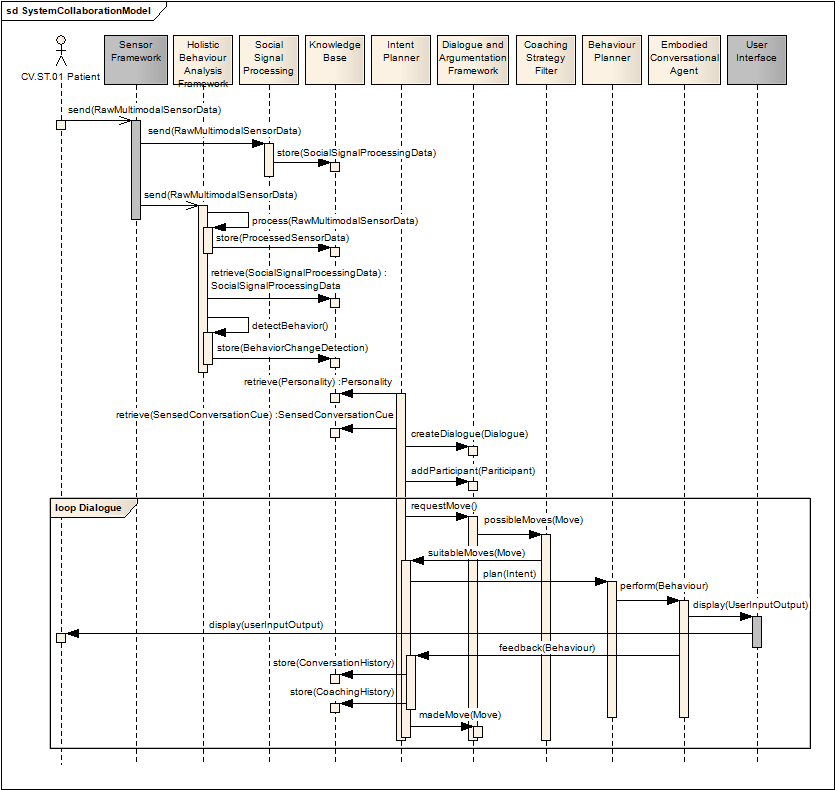 sd SystemCollaborationModel
CV.ST.01 Patient
Sensor
Framework
Holistic
Behaviour
Analysis
Framework
Social
Signal
Processing
Knowledge
Base
Intent
Planner
Dialogue and
Argumentation
Framework
Coaching
Strategy
Filter
Behaviour
Planner
Embodied
Conversational
Agent
User
Interface
send(RawMultimodalSensorData)
send(RawMultimodalSensorData)
store(SocialSignalProcessingData)
send(RawMultimodalSensorData)
process(RawMultimodalSensorData)
store(ProcessedSensorData)
retrieve(SocialSignalProcessingData) :
SocialSignalProcessingData
detectBehavior()
store(BehaviorChangeDetection)
retrieve(Personality) :Personality
retrieve(SensedConversationCue) :SensedConversationCue
createDialogue(Dialogue)
addParticipant(Pariticipant)
loop Dialogue
requestMove()
possibleMoves(Move)
suitableMoves(Move)
plan(Intent)
perform(Behaviour)
display(UserInputOutput)
display(userInputOutput)
feedback(Behaviour)
store(ConversationHistory)
store(CoachingHistory)
madeMove(Move)